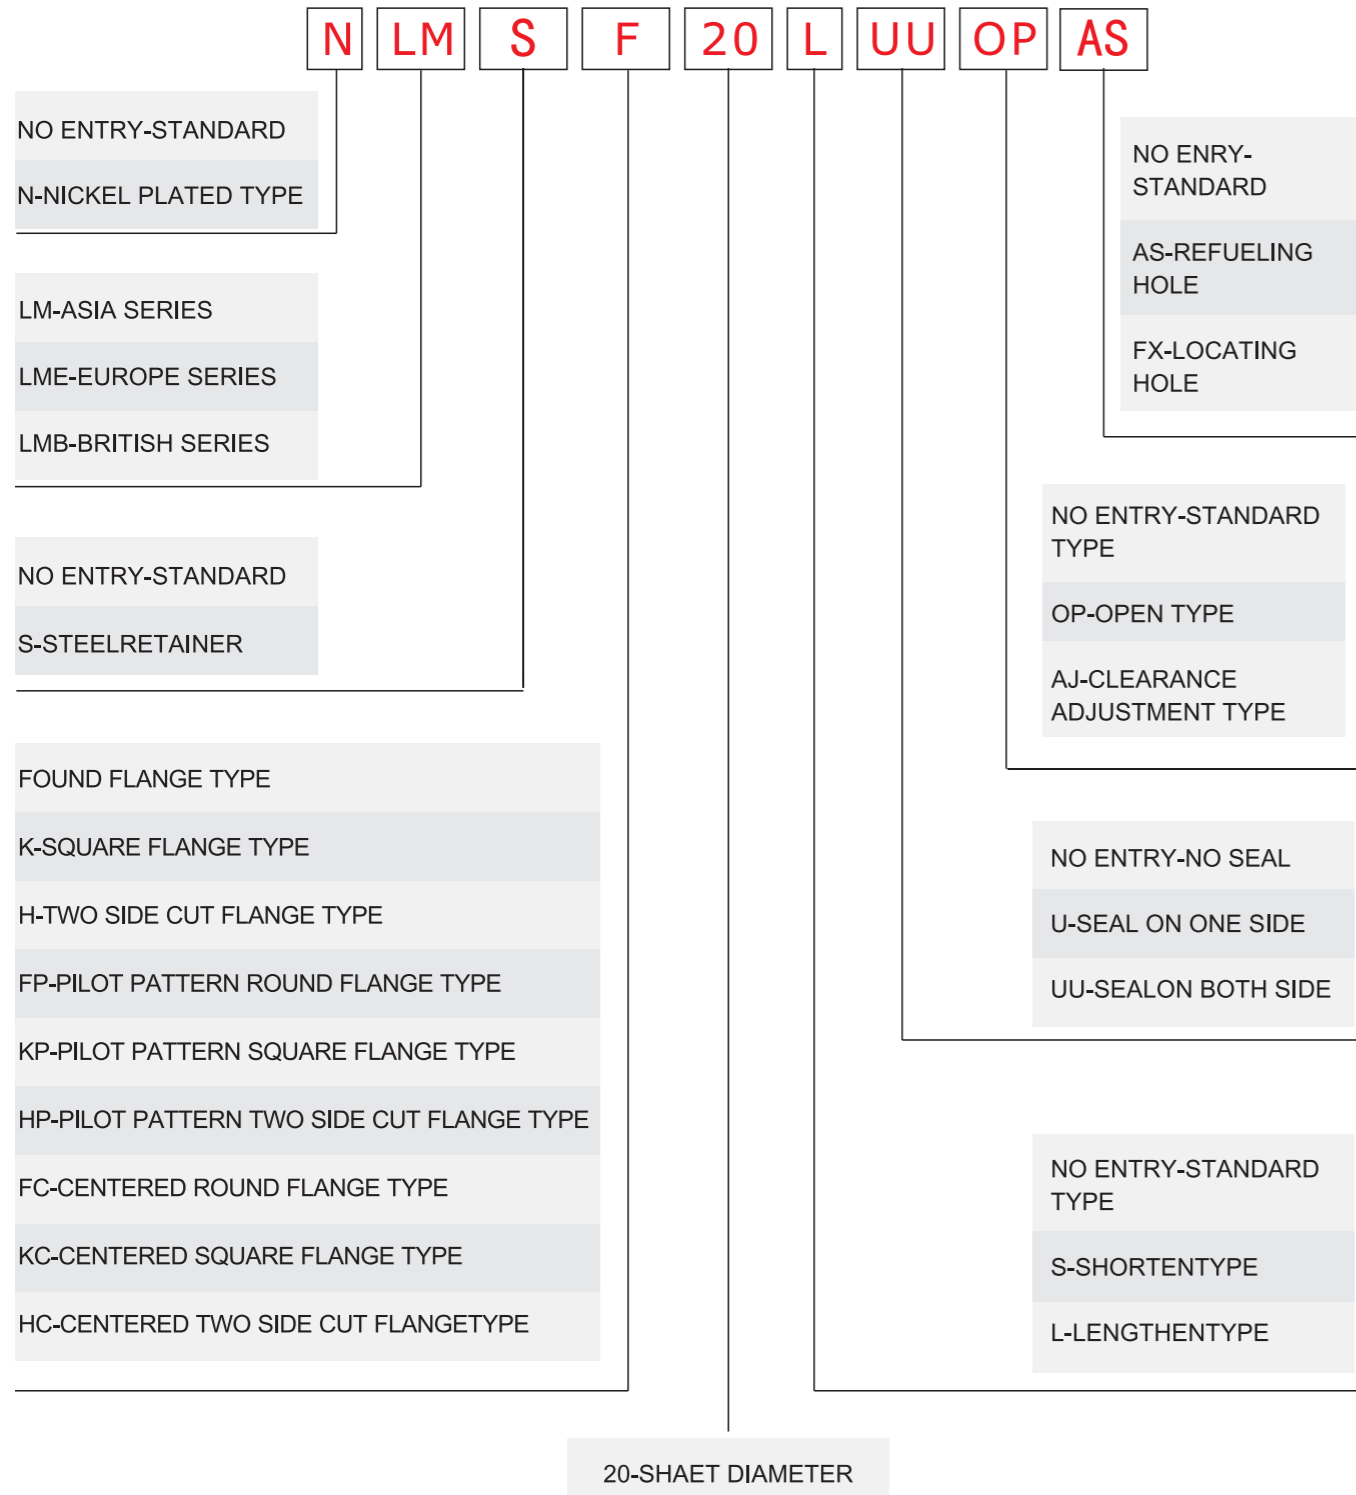 N LM S F 20 L UU OP AS
NO ENTRY-STANDARD
N-NICKEL PLATED TYPE
LM-ASIA SERIES
LME-EUROPE SERIES
LMB-BRITISH SERIES
NO ENTRY-STANDARD
S-STEELRETAINER
FOUND FLANGE TYPE
K-SQUARE FLANGE TYPE
H-TWO SIDE CUT FLANGE TYPE
FP-PILOT PATTERN ROUND FLANGE TYPE
KP-PILOT PATTERN SQUARE FLANGE TYPE
HP-PILOT PATTERN TWO SIDE CUT FLANGE TYPE
FC-CENTERED ROUND FLANGE TYPE
KC-CENTERED SQUARE FLANGE TYPE
HC-CENTERED TWO SIDE CUT FLANGETYPE
NO ENRY-
STANDARD
AS-REFUELING
HOLE
FX-LOCATING
HOLE
NO ENTRY-STANDARD
TYPE
OP-OPEN TYPE
AJ-CLEARANCE
ADJUSTMENT TYPE
NO ENTRY-NO SEAL
U-SEAL ON ONE SIDE
UU-SEALON BOTH SIDE
NO ENTRY-STANDARD
TYPE
S-SHORTENTYPE
L-LENGTHENTYPE
20-SHAET DIAMETER